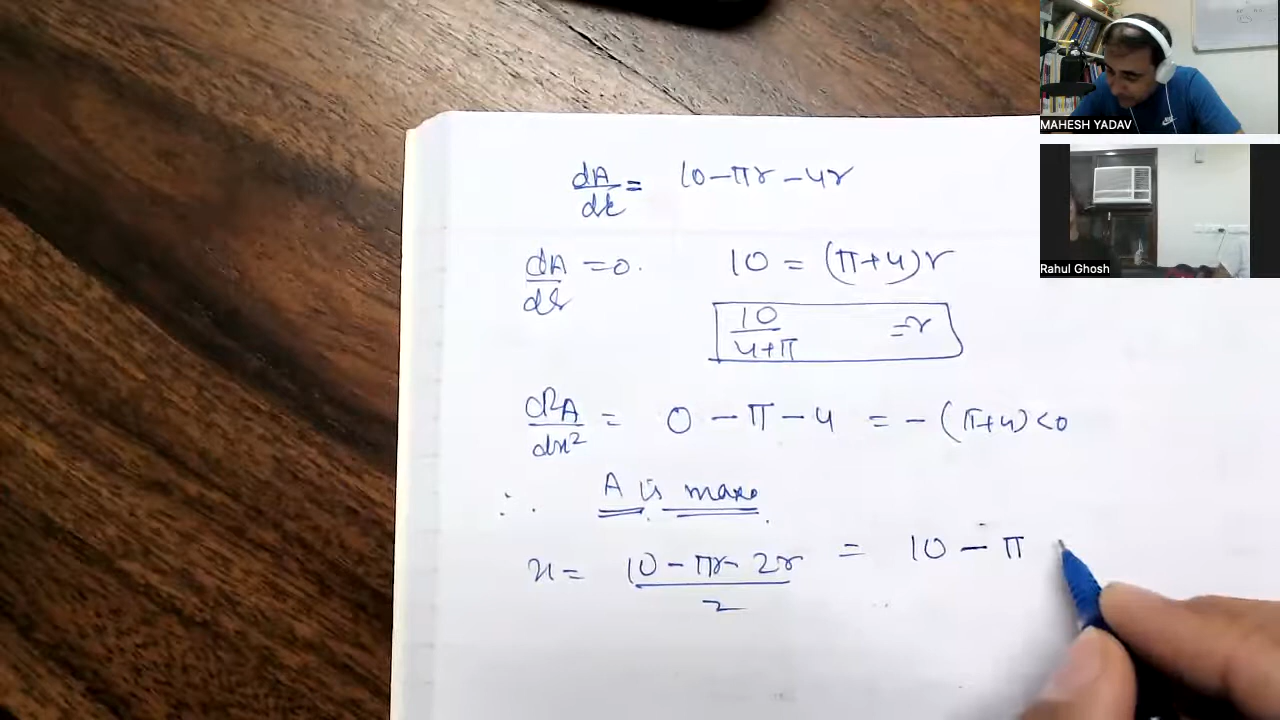 dA/dr = 10-πr-4r
dA/dr =0. 10 = (π+4)r
10/4+π =r
d²A/dx² = 0 - π - 4 = - (π+4) <0
∴ A is max.
x = 10 - πr - 2r / 2 = 10 - π
MAHESH YADAV
Rahul Ghosh